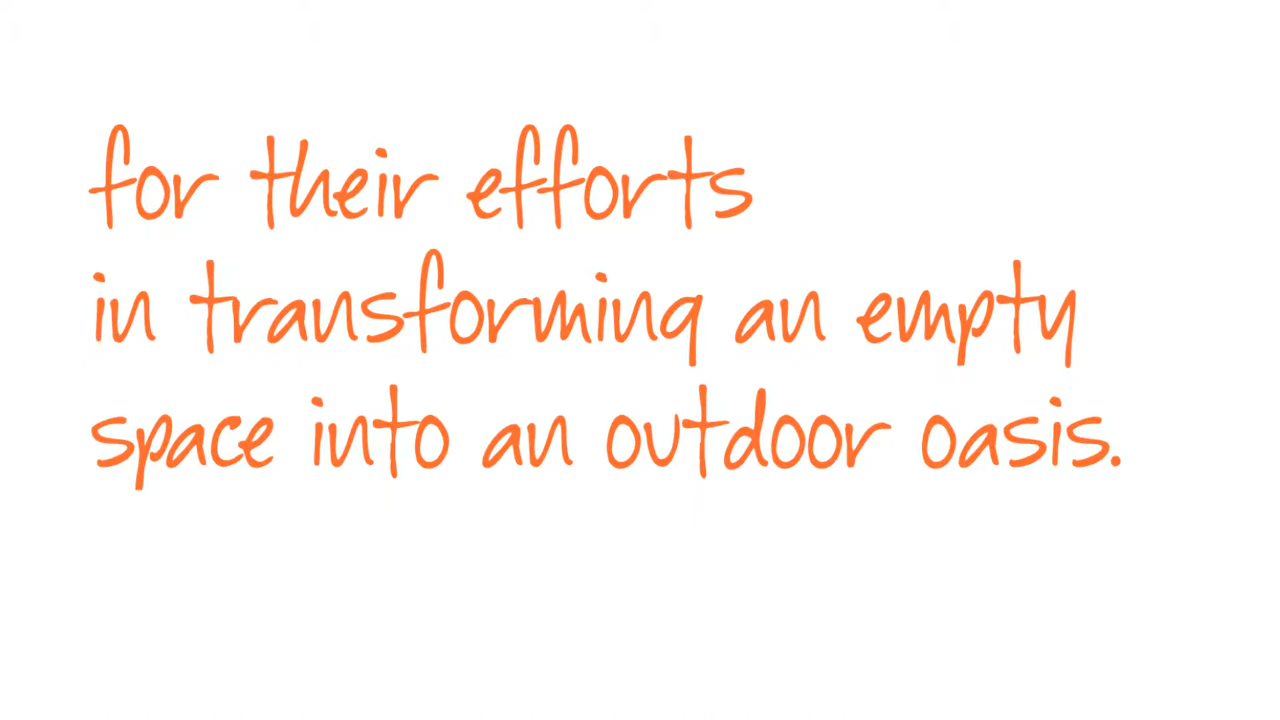 for their efforts
in transforming an empty
space into an outdoor oasis.